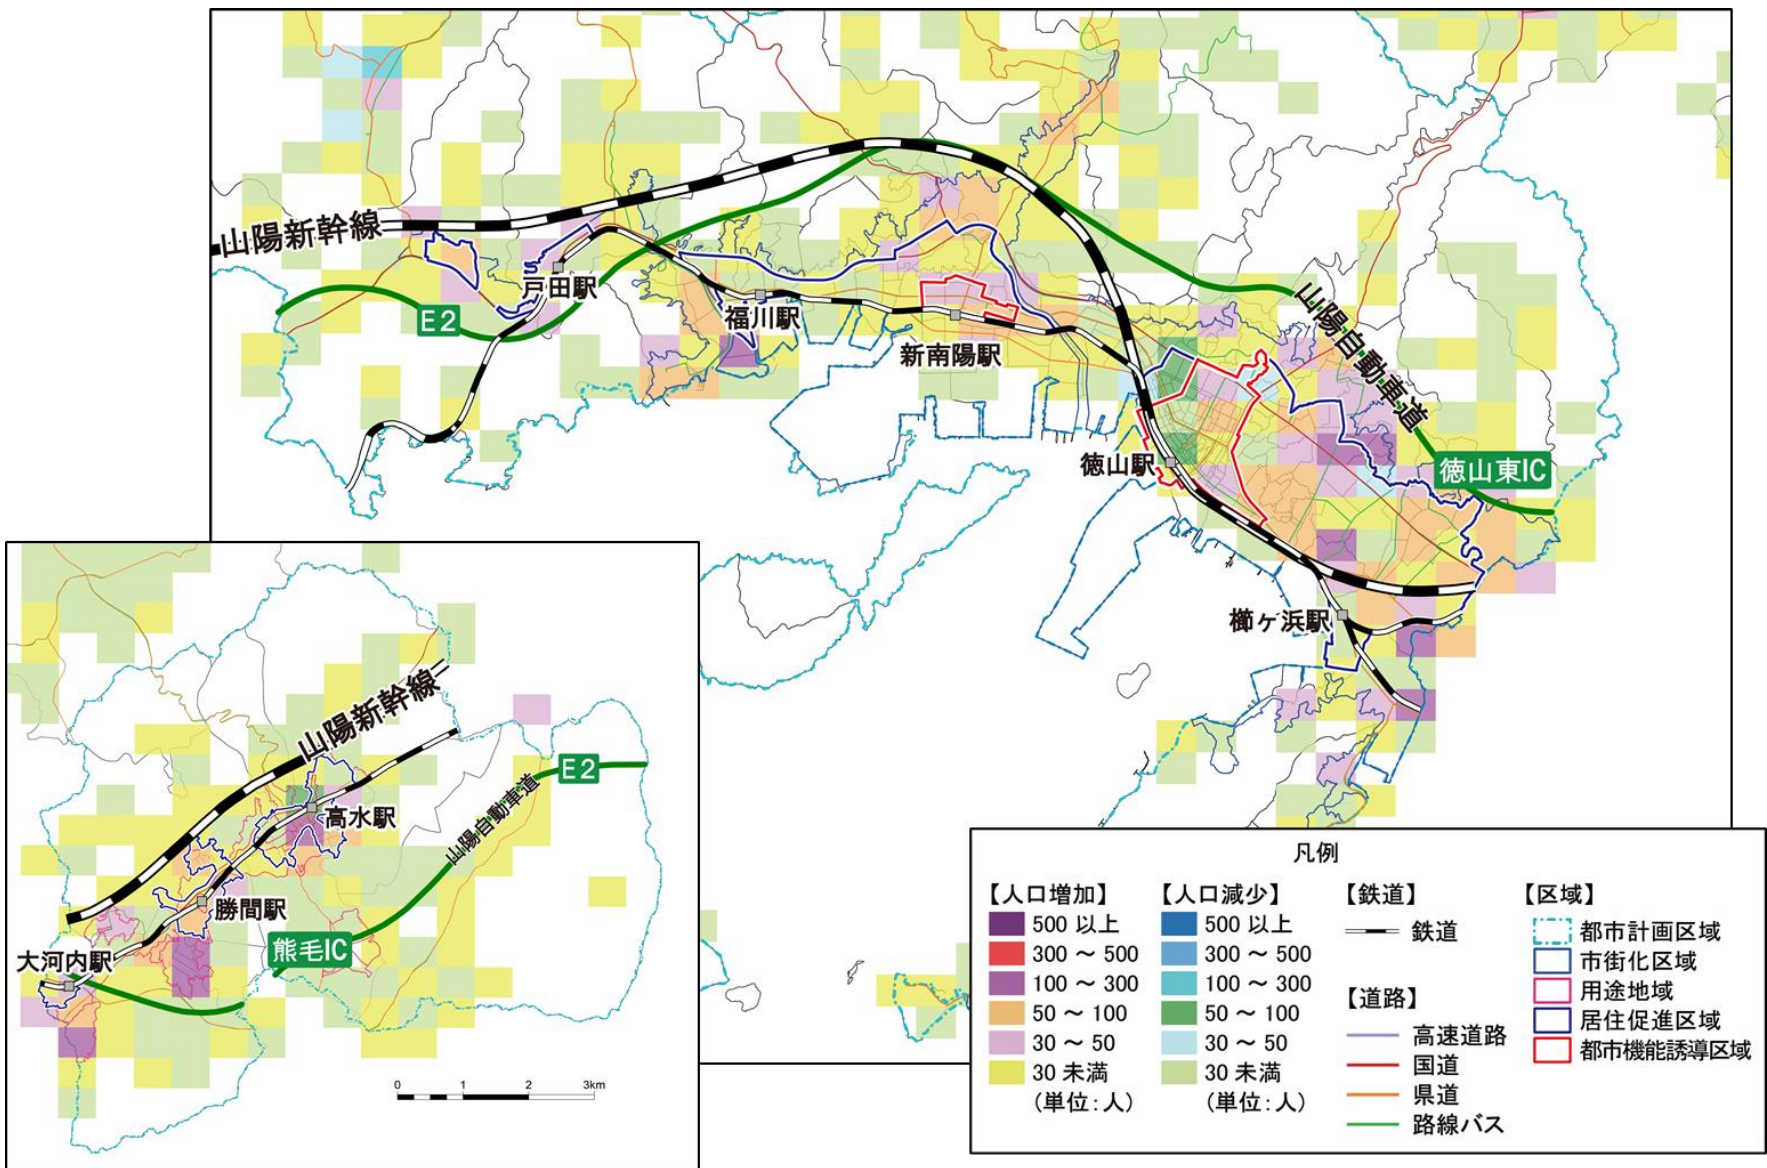 山陽新幹線
E2
戸田駅
福川駅
新南陽駅
山陽自動車道
徳山駅
徳山東IC
櫛ヶ浜駅
山陽新幹線
E2
山陽自動車道
高水駅
勝間駅
熊毛IC
大河内駅
0 1 2 3km
凡例
【人口増加】
500 以上
300 ～ 500
100 ～ 300
50 ～ 100
30 ～ 50
30 未満
(単位:人)
【人口減少】
500 以上
300 ～ 500
100 ～ 300
50 ～ 100
30 ～ 50
30 未満
(単位:人)
【鉄道】
鉄道
【道路】
高速道路
国道
県道
路線バス
【区域】
都市計画区域
市街化区域
用途地域
居住促進区域
都市機能誘導区域